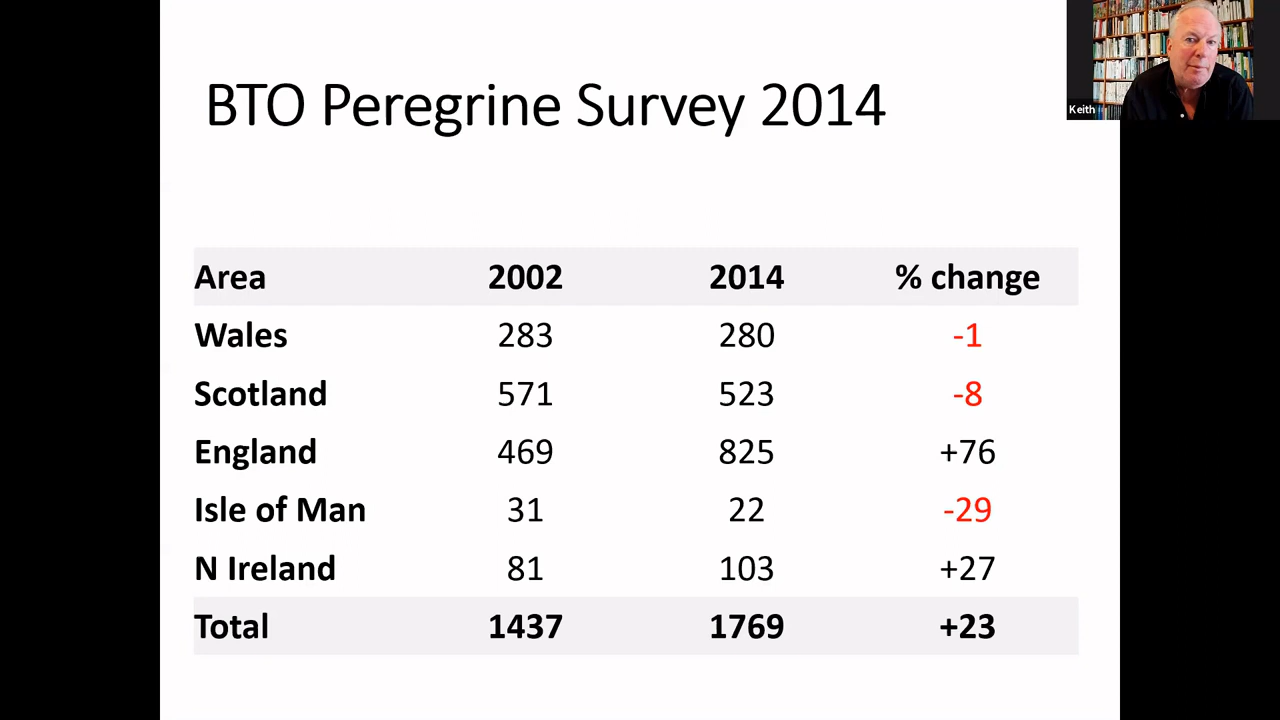 BTO Peregrine Survey 2014
Keith
Area 2002 2014 % change
Wales 283 280 -1
Scotland 571 523 -8
England 469 825 +76
Isle of Man 31 22 -29
N Ireland 81 103 +27
Total 1437 1769 +23